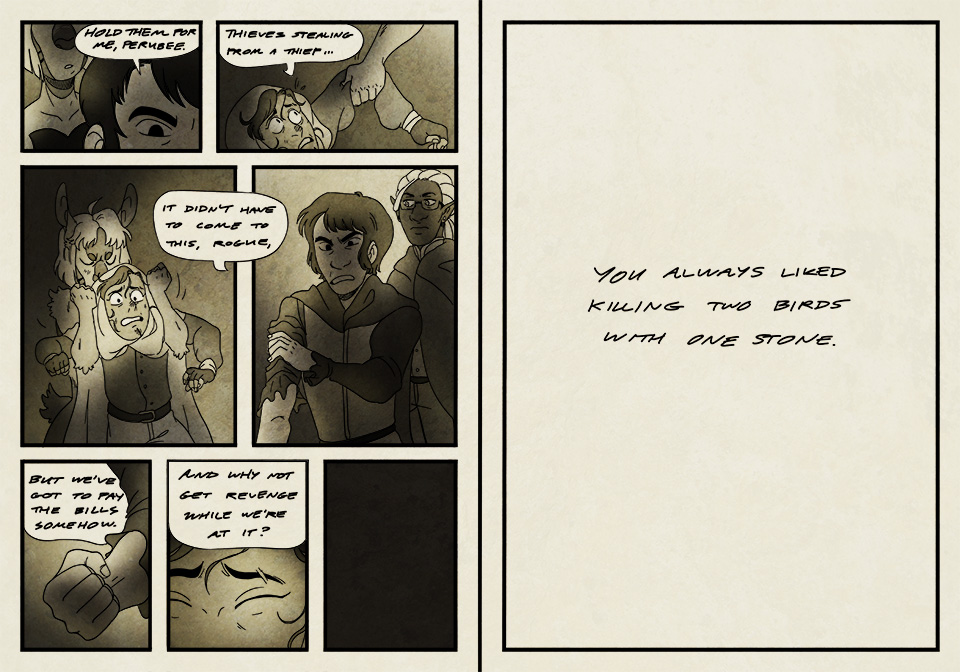 HOLD THEM FOR
ME, PERUBEE.
THIEVES STEALING
FROM A THIEF...
IT DIDN'T HAVE
TO COME TO
THIS, ROGUE,
BUT WE'VE
GOT TO PAY
THE BILLS
SOMEHOW.
AND WHY NOT
GET REVENGE
WHILE WE'RE
AT IT?
YOU ALWAYS LIKED
KILLING TWO BIRDS
WITH ONE STONE.